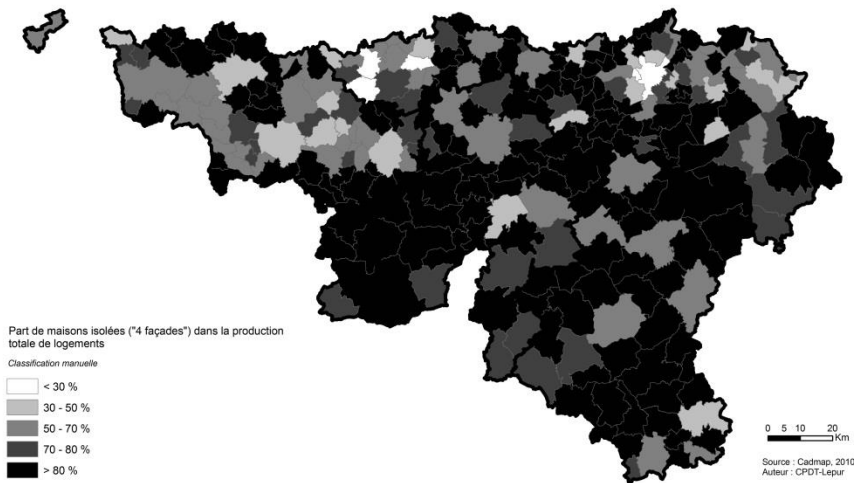 Part de maisons isolées ("4 façades") dans la production
totale de logements
Classification manuelle
< 30 %
30 - 50 %
50 - 70 %
70 - 80 %
> 80 %
0 5 10 20
Km
Source : Cadmap, 2010
Auteur : CPDT-Lepur